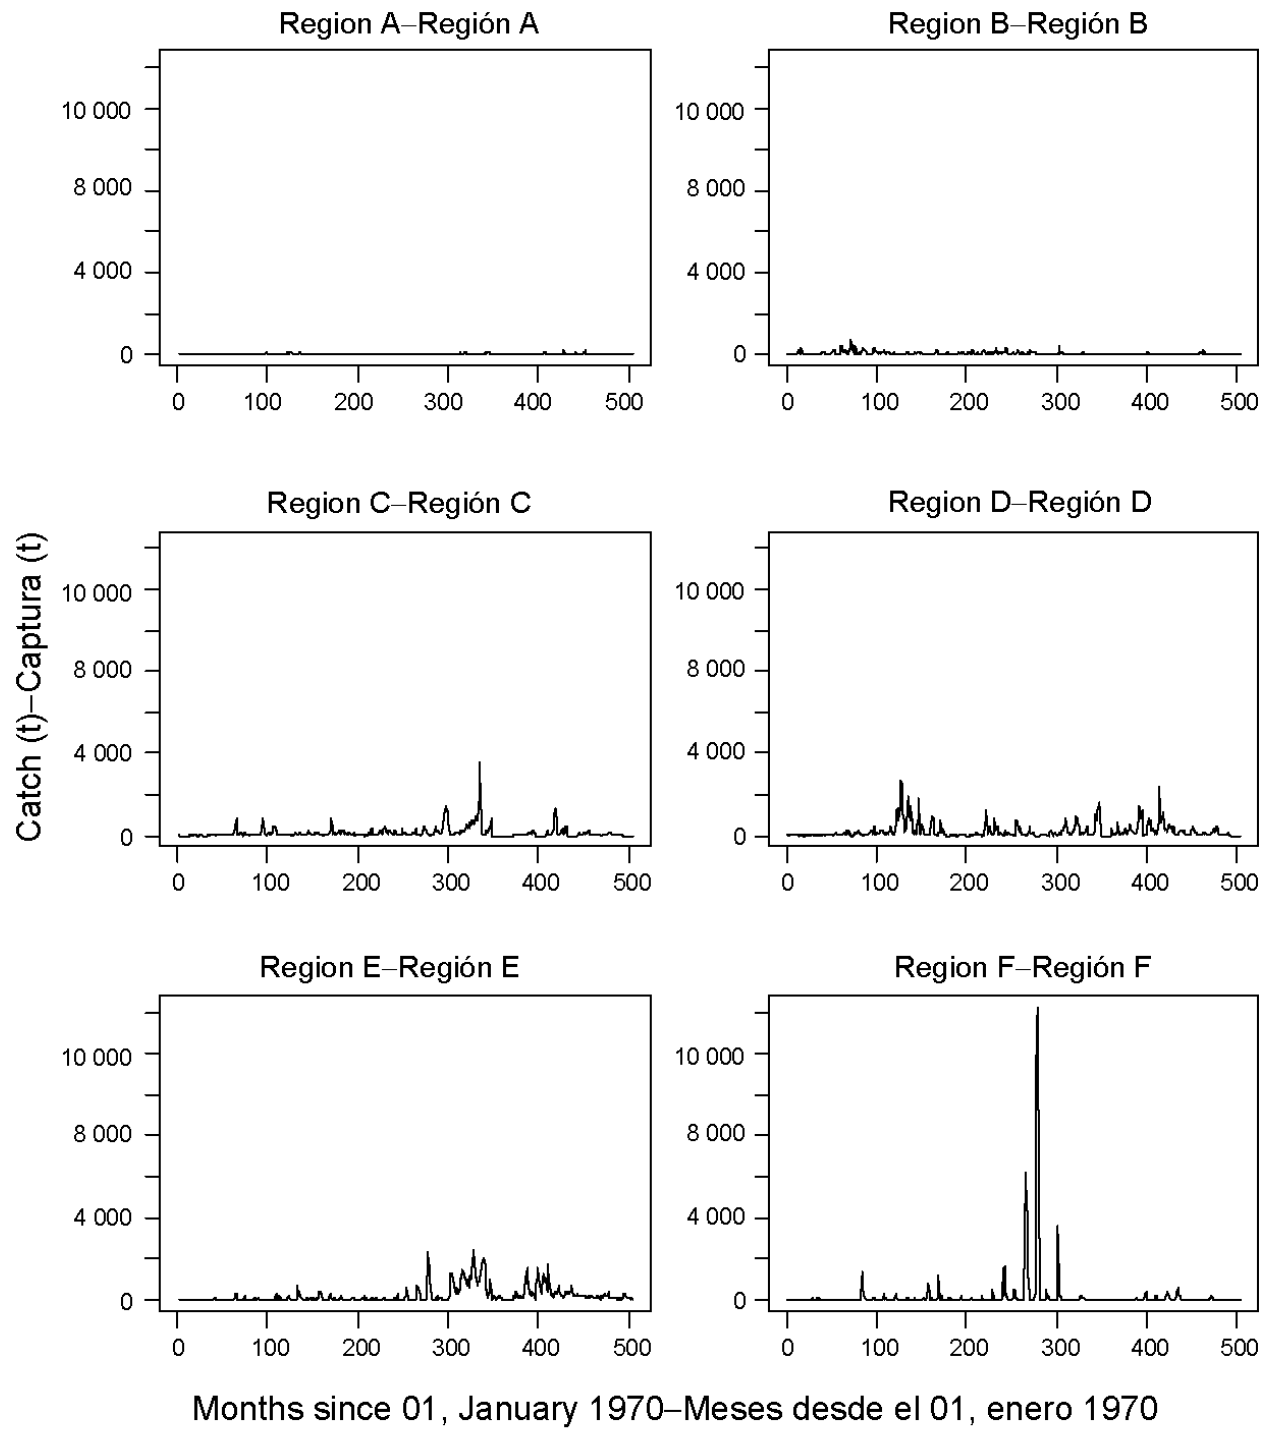 Region A–Región A
Region B–Región B
10 000
8 000
4 000
0
0 100 200 300 400 500
10 000
8 000
4 000
0
0 100 200 300 400 500
Catch (t)–Captura (t)
Region C–Región C
Region D–Región D
10 000
8 000
4 000
0
0 100 200 300 400 500
10 000
8 000
4 000
0
0 100 200 300 400 500
Region E–Región E
Region F–Región F
10 000
8 000
4 000
0
0 100 200 300 400 500
10 000
8 000
4 000
0
0 100 200 300 400 500
Months since 01, January 1970–Meses desde el 01, enero 1970